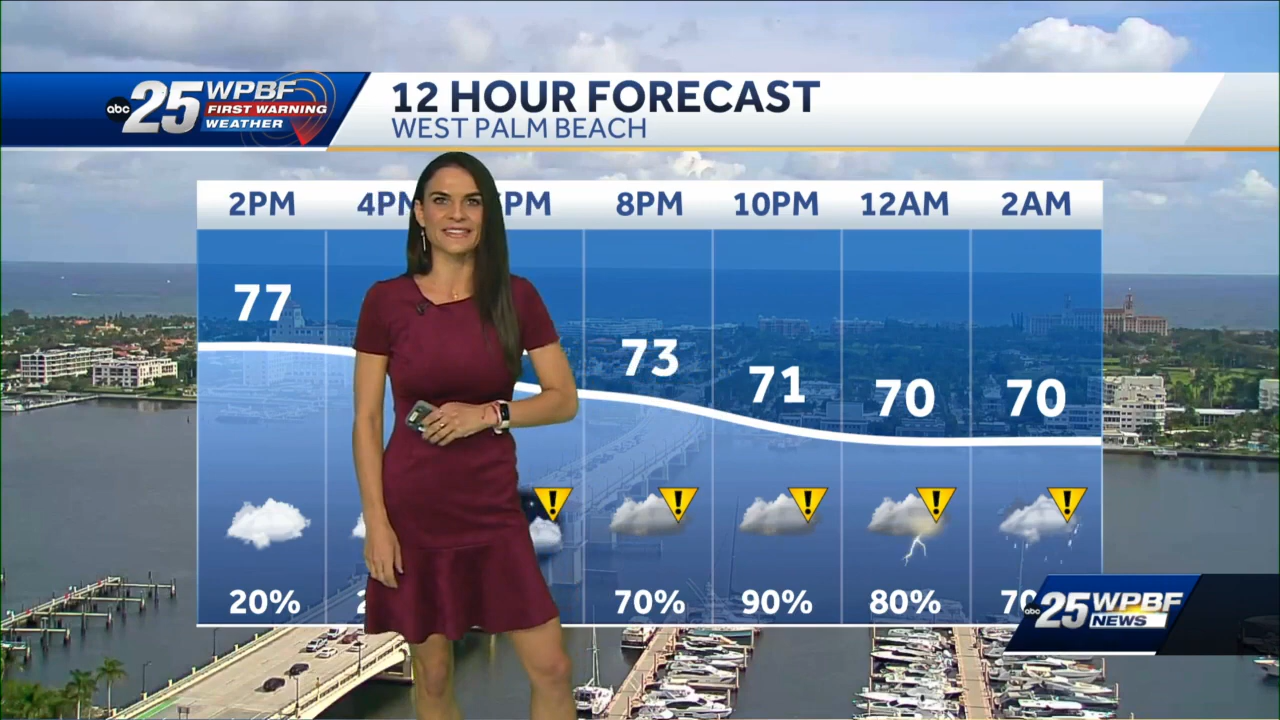 abc 25 WPBF
FIRST WARNING
WEATHER
12 HOUR FORECAST
WEST PALM BEACH
2PM 8PM 10PM 12AM 2AM
77 73 71 70 70
! ! ! ! !
20% 70% 90% 80%
abc 25 WPBF
NEWS